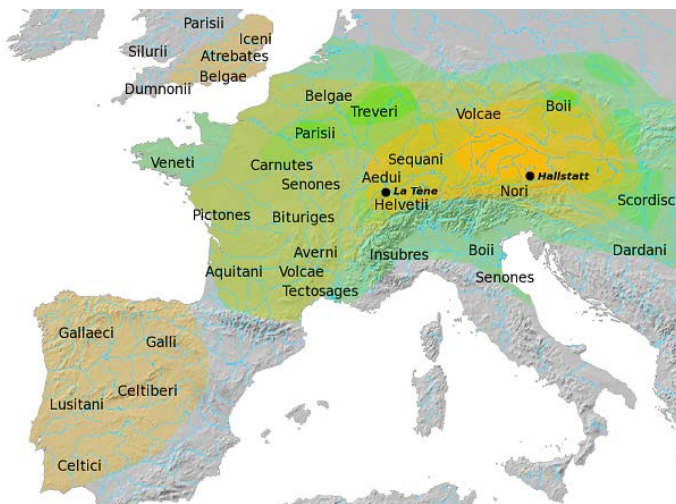 Parisii
Iceni
Silurii
Atrebates
Belgae
Dumnonii
Belgae
Treveri
Volcae
Boii
Parisii
Veneti
Carnutes
Sequani
Senones
Aedui
Hallstatt
La Tène
Nori
Helvetii
Scordisc
Pictones
Bituriges
Averni
Insubres
Boii
Dardani
Aquitani
Volcae
Tectosages
Senones
Gallaeci
Galli
Celtiberi
Lusitani
Celtici